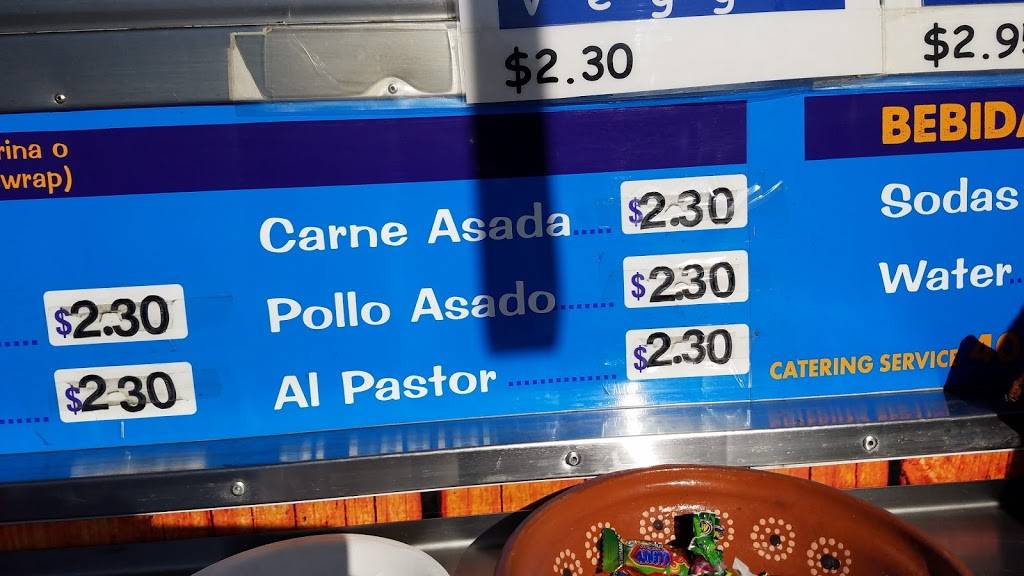 $2.30
$2.9
rina o
wrap)
Carne Asada..... $2.30
Pollo Asado..... $2.30
Al Pastor ............ $2.30
$2.30
$2.30
BEBIDA
Sodas
Water..
CATERING SERVICE